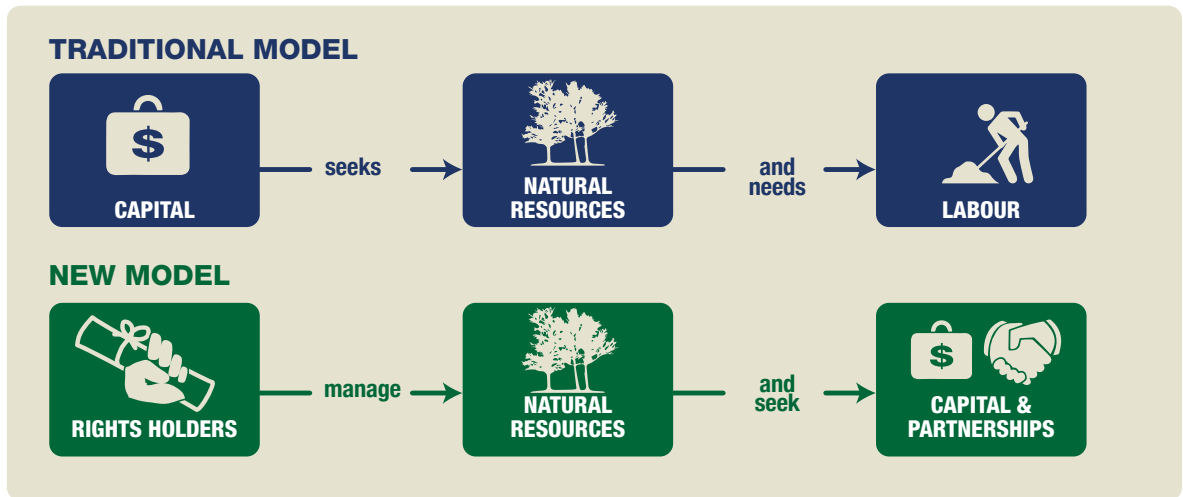 TRADITIONAL MODEL
$
CAPITAL
seeks
NATURAL
RESOURCES
and
needs
LABOUR
NEW MODEL
RIGHTS HOLDERS
manage
NATURAL
RESOURCES
and
seek
$
CAPITAL &
PARTNERSHIPS